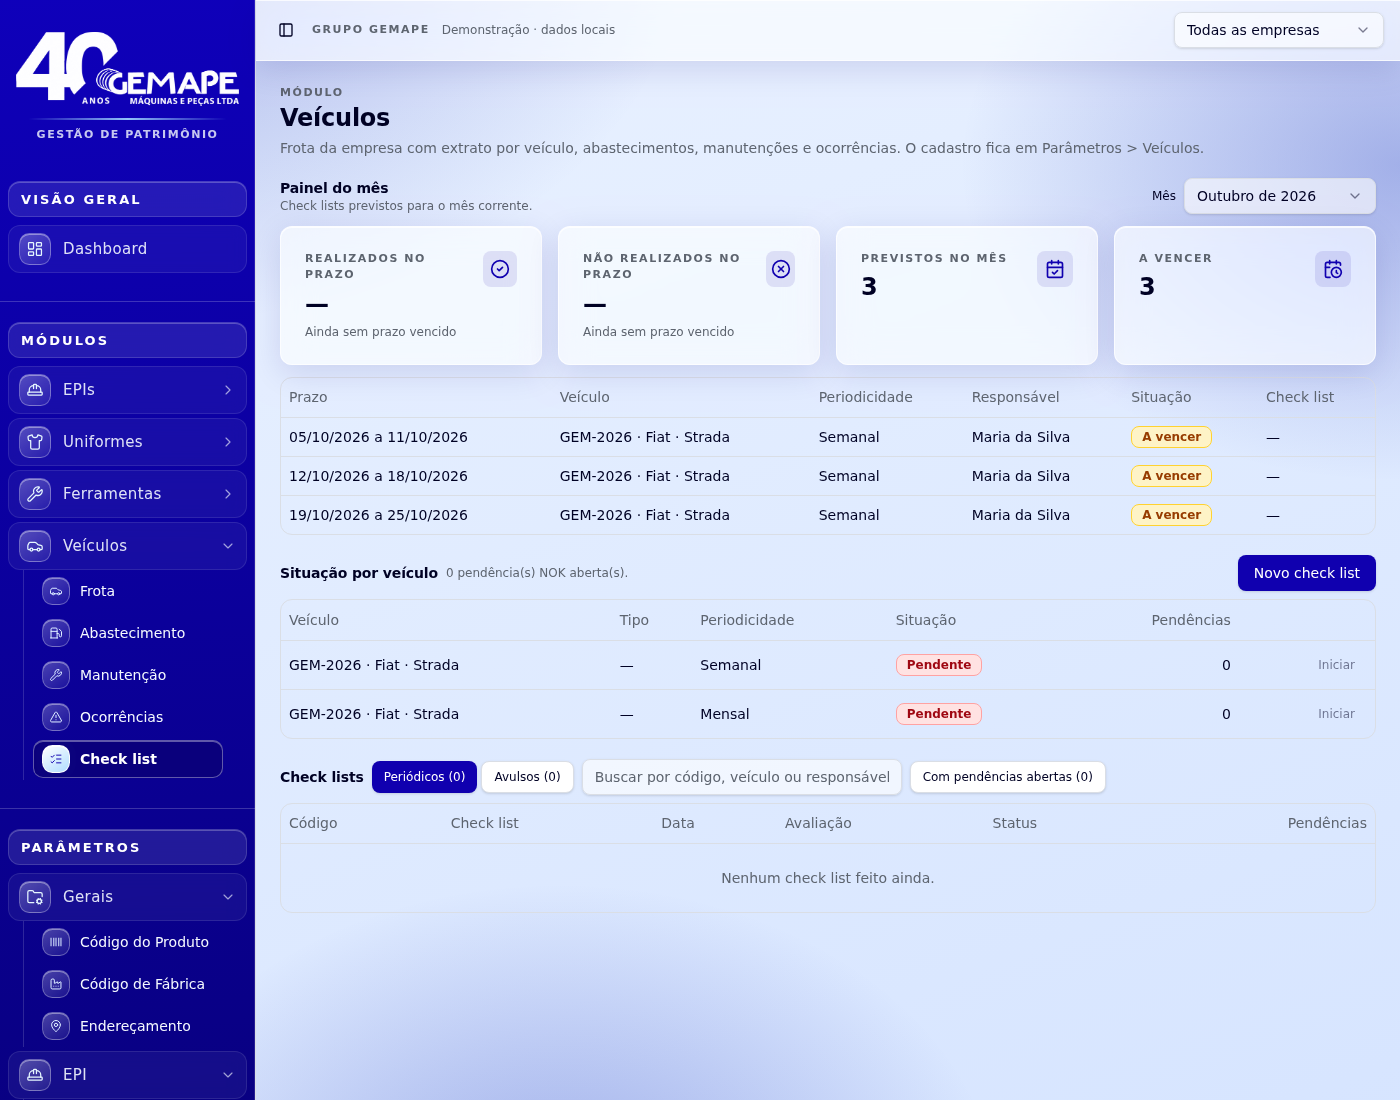 40 GEMAPE
ANOS MÁQUINAS E PEÇAS LTDA
GESTÃO DE PATRIMÔNIO
VISÃO GERAL
Dashboard
MÓDULOS
EPIs
Uniformes
Ferramentas
Veículos
Frota
Abastecimento
Manutenção
Ocorrências
Check list
PARÂMETROS
Gerais
Código do Produto
Código de Fábrica
Endereçamento
EPI
GRUPO GEMAPE Demonstração · dados locais
Todas as empresas
MÓDULO
Veículos
Frota da empresa com extrato por veículo, abastecimentos, manutenções e ocorrências. O cadastro fica em Parâmetros > Veículos.
Painel do mês
Check lists previstos para o mês corrente.
Mês Outubro de 2026
REALIZADOS NO
PRAZO
—
Ainda sem prazo vencido
NÃO REALIZADOS NO
PRAZO
—
Ainda sem prazo vencido
PREVISTOS NO MÊS
3
A VENCER
3
Prazo Veículo Periodicidade Responsável Situação Check list
05/10/2026 a 11/10/2026 GEM-2026 · Fiat · Strada Semanal Maria da Silva A vencer —
12/10/2026 a 18/10/2026 GEM-2026 · Fiat · Strada Semanal Maria da Silva A vencer —
19/10/2026 a 25/10/2026 GEM-2026 · Fiat · Strada Semanal Maria da Silva A vencer —
Situação por veículo 0 pendência(s) NOK aberta(s).
Novo check list
Veículo Tipo Periodicidade Situação Pendências
GEM-2026 · Fiat · Strada — Semanal Pendente 0 Iniciar
GEM-2026 · Fiat · Strada — Mensal Pendente 0 Iniciar
Check lists Periódicos (0) Avulsos (0) Buscar por código, veículo ou responsável Com pendências abertas (0)
Código Check list Data Avaliação Status Pendências
Nenhum check list feito ainda.